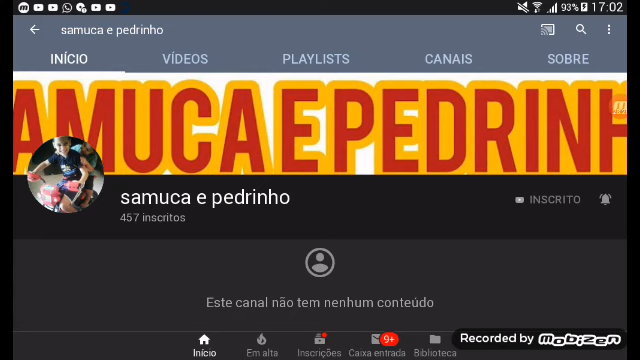 93% 17:02
samuca e pedrinho
INÍCIO VÍDEOS PLAYLISTS CANAIS SOBRE
SAMUCA E PEDRINHO
samuca e pedrinho
457 inscritos
INSCRITO
Este canal não tem nenhum conteúdo
9+
Início Em alta Inscrições Caixa entrada Biblioteca
Recorded by Mobizen